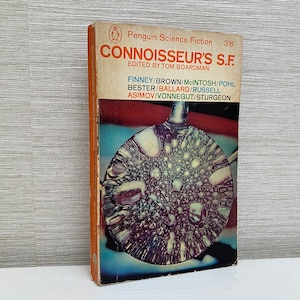 Penguin Science Fiction 3'6
CONNOISSEUR'S S.F.
EDITED BY TOM BOARDMAN
FINNEY/BROWN/McINTOSH/POHL
BESTER/BALLARD/RUSSELL
ASIMOV/VONNEGUT/STURGEON